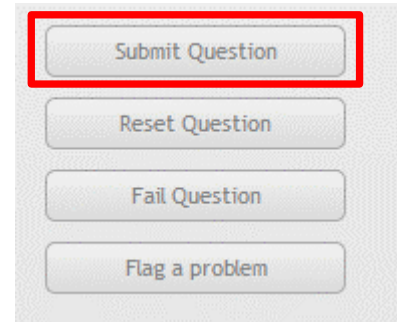 Submit Question
Reset Question
Fail Question
Flag a problem